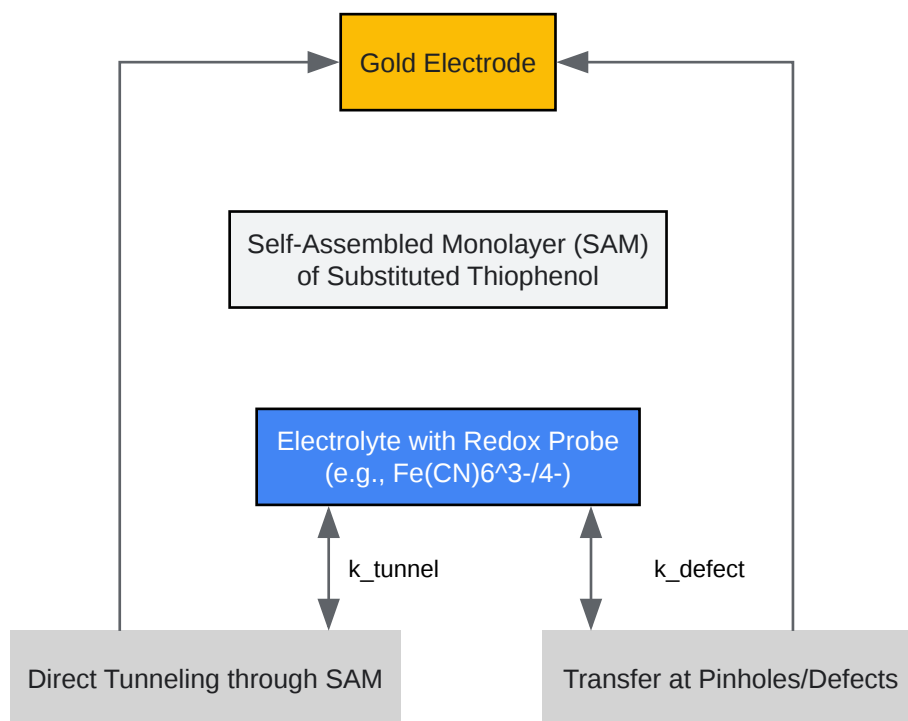 Gold Electrode
Self-Assembled Monolayer (SAM)
of Substituted Thiophenol
Electrolyte with Redox Probe
(e.g., Fe(CN)6^3-/4-)
k_tunnel
k_defect
Direct Tunneling through SAM
Transfer at Pinholes/Defects